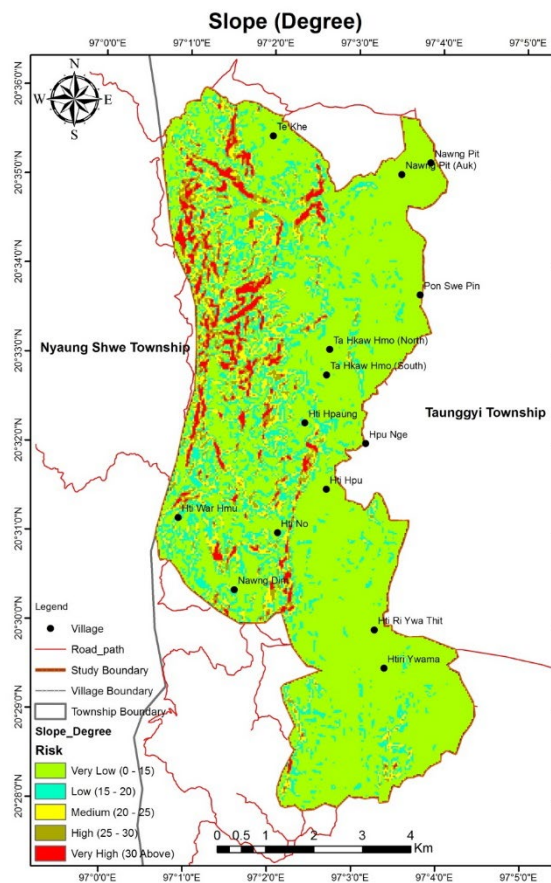 Slope (Degree)
97°0'0"E 97°1'0"E 97°2'0"E 97°3'0"E 97°4'0"E 97°5'0"E
N
W E
S
20°36'0"N
20°35'0"N
20°34'0"N
20°33'0"N
20°32'0"N
20°31'0"N
20°30'0"N
20°29'0"N
20°28'0"N
Te Khe
Nawng Pit
Nawng Pit (Auk)
Pon Swe Pin
Ta Hkaw Hmo (North)
Nyaung Shwe Township
Ta Hkaw Hmo (South)
Taunggyi Township
Hti Hpaung
Hpu Nge
Hti Hpu
Hti War Hmu
Hti No
Nawng Din
Hti Ri Ywa Thit
Htiri Ywama
Legend
Village
Road_path
Study Boundary
Village Boundary
Township Boundary
Slope_Degree
Risk
Very Low (0 - 15)
Low (15 - 20)
Medium (20 - 25)
High (25 - 30)
Very High (30 Above)
0 0.5 1 2 3 4
Km
97°0'0"E 97°1'0"E 97°2'0"E 97°3'0"E 97°4'0"E 97°5'0"E